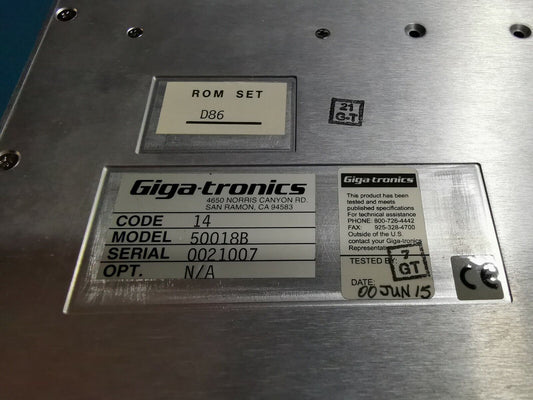 ROM SET
D86
21
G-T
Giga-tronics
4650 NORRIS CANYON RD.
SAN RAMON, CA 94583
CODE 14
MODEL 50018B
SERIAL 0021007
OPT. N/A
Giga-tronics
This product has been
tested and meets
published specifications
For technical assistance
PHONE: 800-726-4442
FAX: 925-328-4700
Outside of the U.S.
contact your Giga-tronics
Representative
TESTED BY:
7
GT
DATE:
00 JUN 15
CE